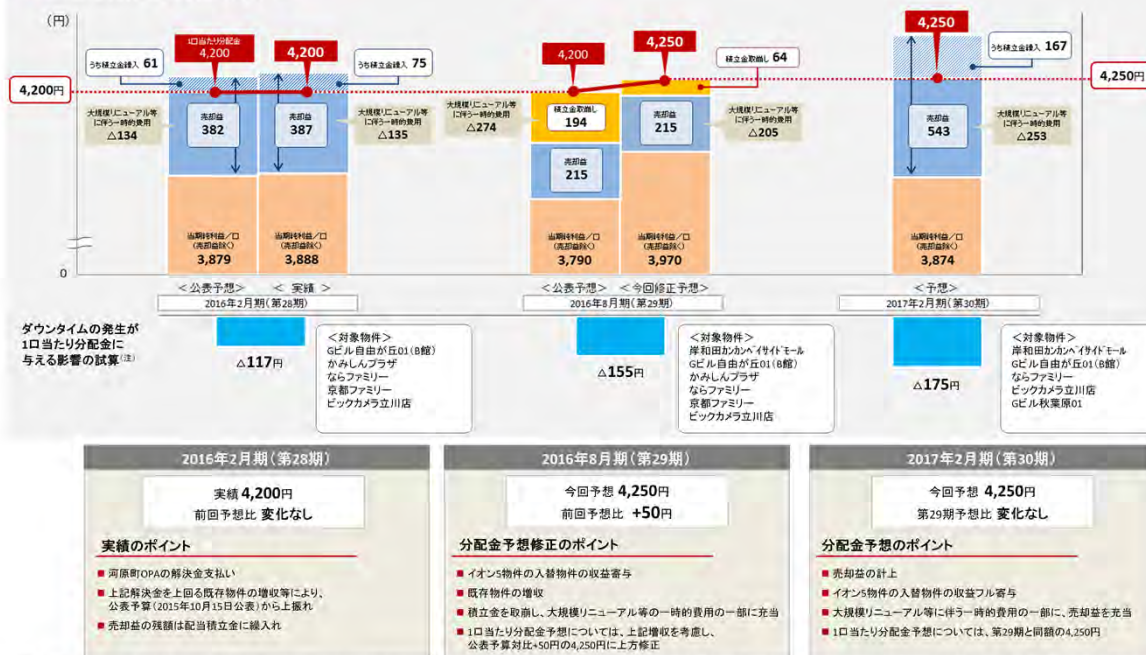 (円)
4,200円
うち積立金繰入 61
1口当たり分配金
4,200
4,200
うち積立金繰入 75
大規模リニューアル等
に伴う一時的費用
△134
売却益
382
売却益
387
大規模リニューアル等
に伴う一時的費用
△135
当期純利益/口
(売却益除く)
3,879
当期純利益/口
(売却益除く)
3,888
4,200
4,250
積立金取崩し 64
大規模リニューアル等
に伴う一時的費用
△274
積立金取崩し
194
売却益
215
売却益
215
大規模リニューアル等
に伴う一時的費用
△205
当期純利益/口
(売却益除く)
3,790
当期純利益/口
(売却益除く)
3,970
4,250
うち積立金繰入 167
4,250円
売却益
543
大規模リニューアル等
に伴う一時的費用
△253
当期純利益/口
(売却益除く)
3,874
0
<公表予想>
< 実績 >
2016年2月期(第28期)
<公表予想>
<今回修正予想>
2016年8月期(第29期)
<予想>
2017年2月期(第30期)
ダウンタイムの発生が
1口当たり分配金に
与える影響の試算(注)
△117円
<対象物件>
Gビル自由が丘01(B館)
かみしんプラザ
ならファミリー
京都ファミリー
ビックカメラ立川店
△155円
<対象物件>
岸和田カンカンベイサイドモール
Gビル自由が丘01(B館)
かみしんプラザ
ならファミリー
京都ファミリー
ビックカメラ立川店
△175円
<対象物件>
岸和田カンカンベイサイドモール
Gビル自由が丘01(B館)
ならファミリー
ビックカメラ立川店
Gビル秋葉原01
2016年2月期(第28期)
実績 4,200円
前回予想比 変化なし
実績のポイント
■ 河原町OPAの解決金支払い
■ 上記解決金を上回る既存物件の増収等により、
公表予算(2015年10月15日公表)から上振れ
■ 売却益の残額は配当積立金に繰入れ
2016年8月期(第29期)
今回予想 4,250円
前回予想比 +50円
分配金予想修正のポイント
■ イオン5物件の入替物件の収益寄与
■ 既存物件の増収
■ 積立金を取崩し、大規模リニューアル等の一時的費用の一部に充当
■ 1口当たり分配金予想については、上記増収を考慮し、
公表予算対比+50円の4,250円に上方修正
2017年2月期(第30期)
今回予想 4,250円
第29期予想比 変化なし
分配金予想のポイント
■ 売却益の計上
■ イオン5物件の入替物件の収益フル寄与
■ 大規模リニューアル等に伴う一時的費用の一部に、売却益を充当
■ 1口当たり分配金予想については、第29期と同額の4,250円